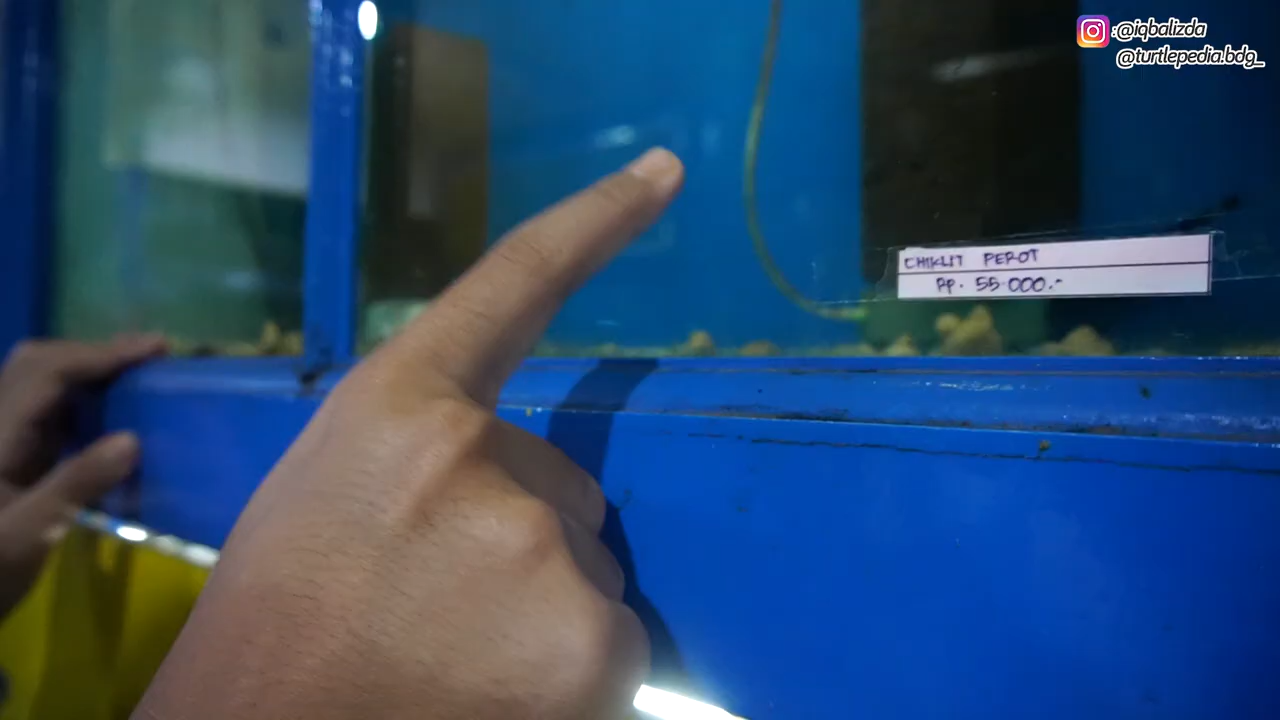 :@iqbalizda
@turtlepedia.bdg_
CHIKLIT PEROT
Rp. 55.000.-